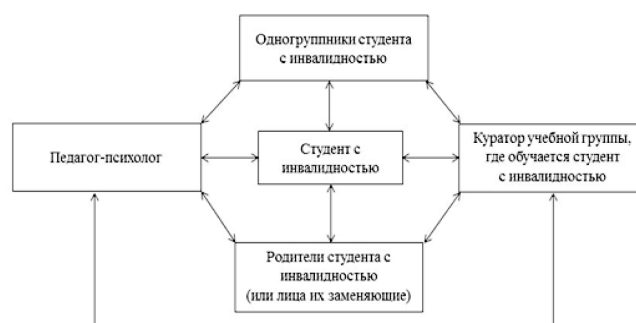 Одногруппники студента
с инвалидностью
Педагог-психолог
Студент с
инвалидностью
Куратор учебной группы,
где обучается студент
с инвалидностью
Родители студента с
инвалидностью
(или лица их заменяющие)